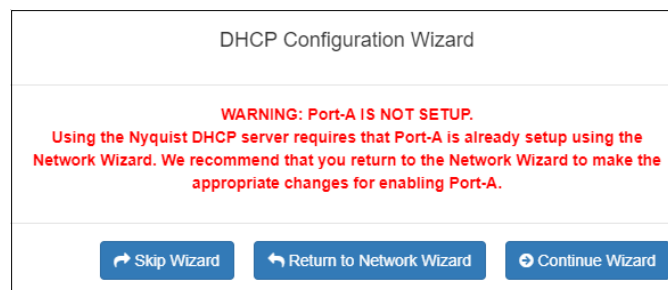 DHCP Configuration Wizard
WARNING: Port-A IS NOT SETUP.
Using the Nyquist DHCP server requires that Port-A is already setup using the
Network Wizard. We recommend that you return to the Network Wizard to make the
appropriate changes for enabling Port-A.
Skip Wizard Return to Network Wizard Continue Wizard